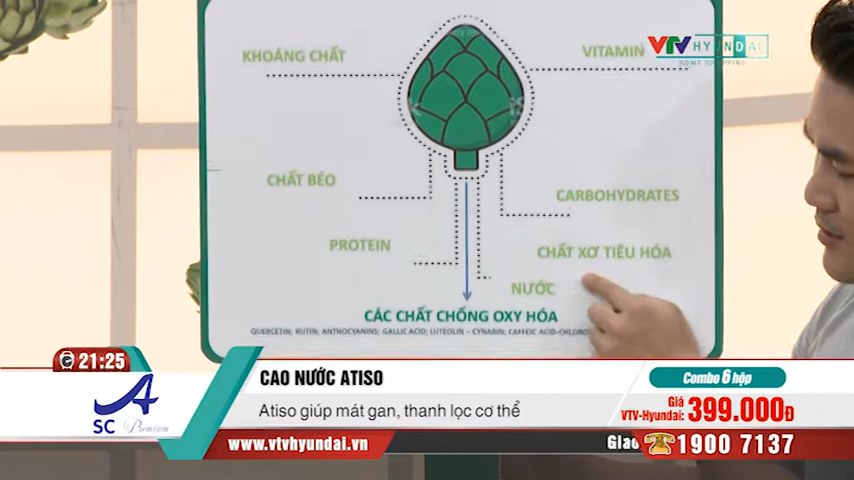 KHOÁNG CHẤT
VITAMIN
VTV HYUNDAI
HOME SHOPPING
CHẤT BÉO
CARBOHYDRATES
PROTEIN
CHẤT XƠ TIÊU HÓA
NƯỚC
CÁC CHẤT CHỐNG OXY HÓA
QUERCETIN; RUTIN; ANTHOCYANINS; GALLIC ACID; LUTEOLIN – CYNARIN; CAFFEIC ACID-CHLORO
21:25
CAO NƯỚC ATISO
Combo 6 hộp
Atiso giúp mát gan, thanh lọc cơ thể
Giá
VTV-Hyundai: 399.000Đ
A
SC Premium
www.vtvhyundai.vn
Giao
1900 7137